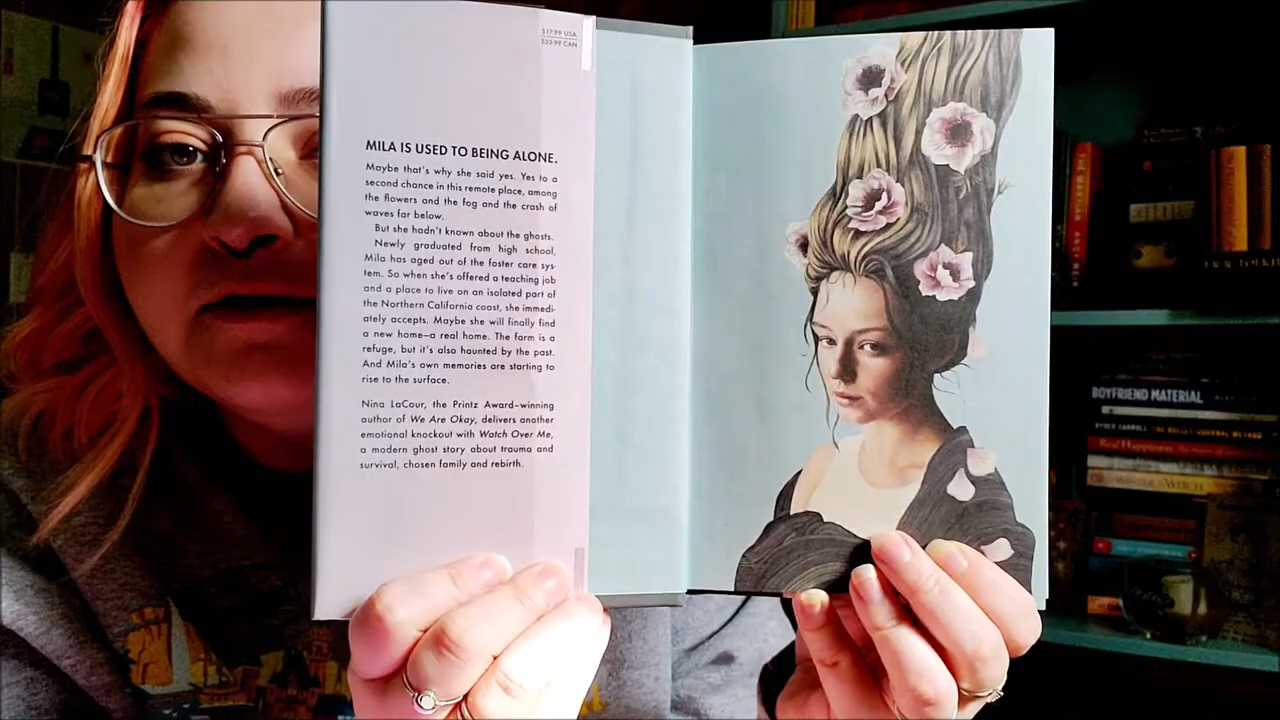 $17.99 USA
$23.99 CAN
MILA IS USED TO BEING ALONE.
Maybe that's why she said yes. Yes to a
second chance in this remote place, among
the flowers and the fog and the crash of
waves far below.
But she hadn't known about the ghosts.
Newly graduated from high school,
Mila has aged out of the foster care sys-
tem. So when she's offered a teaching job
and a place to live on an isolated part of
the Northern California coast, she immedi-
ately accepts. Maybe she will finally find
a new home—a real home. The farm is a
refuge, but it's also haunted by the past.
And Mila's own memories are starting to
rise to the surface.
Nina LaCour, the Printz Award–winning
author of We Are Okay, delivers another
emotional knockout with Watch Over Me,
a modern ghost story about trauma and
survival, chosen family and rebirth.
BOYFRIEND MATERIAL
RYDER CARROLL THE BULLET JOURNAL METHOD
Real Happiness